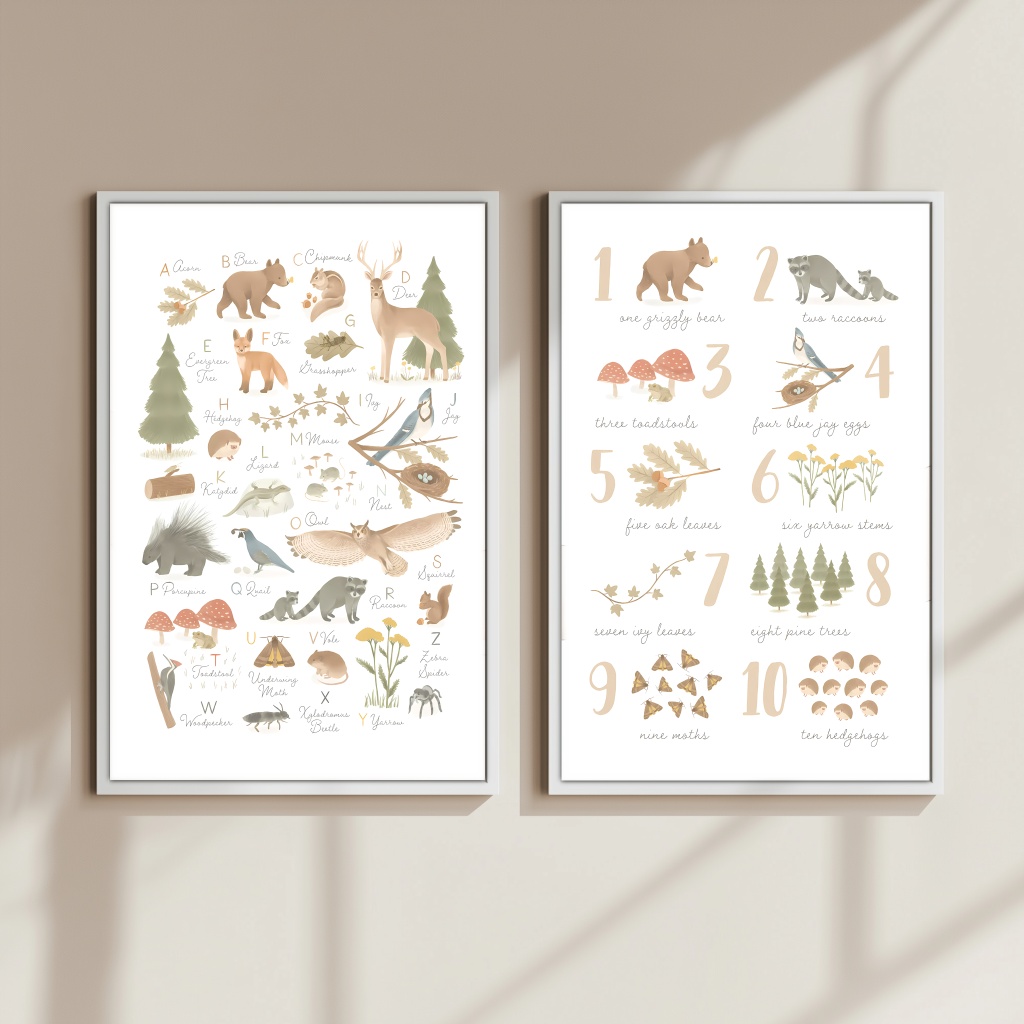 A Acorn
B Bear
C Chipmunk
D
Deer
E
Evergreen
Tree
F Fox
G
Grasshopper
H
Hedgehog
I Ivy
J
Jay
K
Katydid
L
Lizard
M Mouse
N
Nest
O Owl
P Porcupine
Q Quail
R
Raccoon
S
Squirrel
T
Toadstool
U
Underwing
Moth
V Vole
W
Woodpecker
X
Xylodromus
Beetle
Y Yarrow
Z
Zebra
Spider
1
one grizzly bear
2
two raccoons
3
three toadstools
4
four blue jay eggs
5
five oak leaves
6
six yarrow stems
7
seven ivy leaves
8
eight pine trees
9
nine moths
10
ten hedgehogs